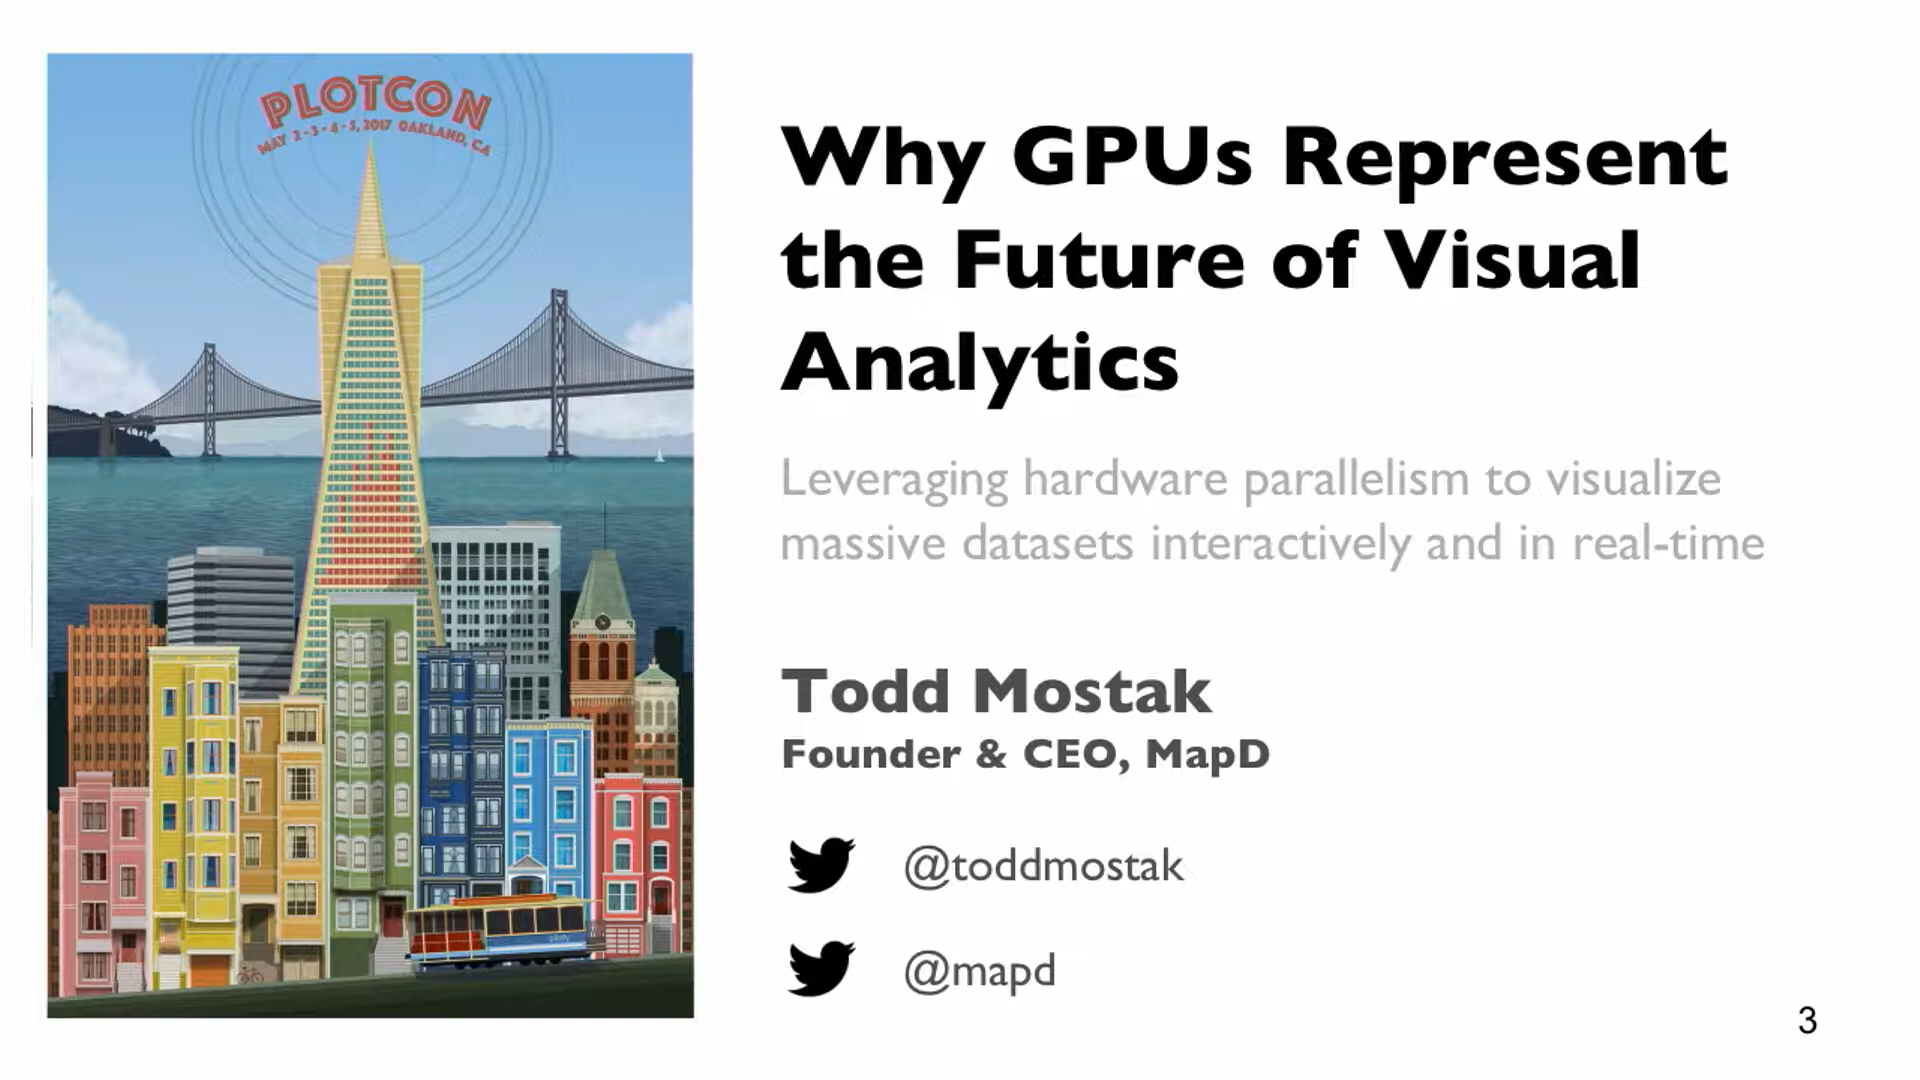 PLOTCON
MAY 2-3-4-5, 2017 OAKLAND, CA
Why GPUs Represent
the Future of Visual
Analytics
Leveraging hardware parallelism to visualize
massive datasets interactively and in real-time
Todd Mostak
Founder & CEO, MapD
@toddmostak
@mapd
plotly
3